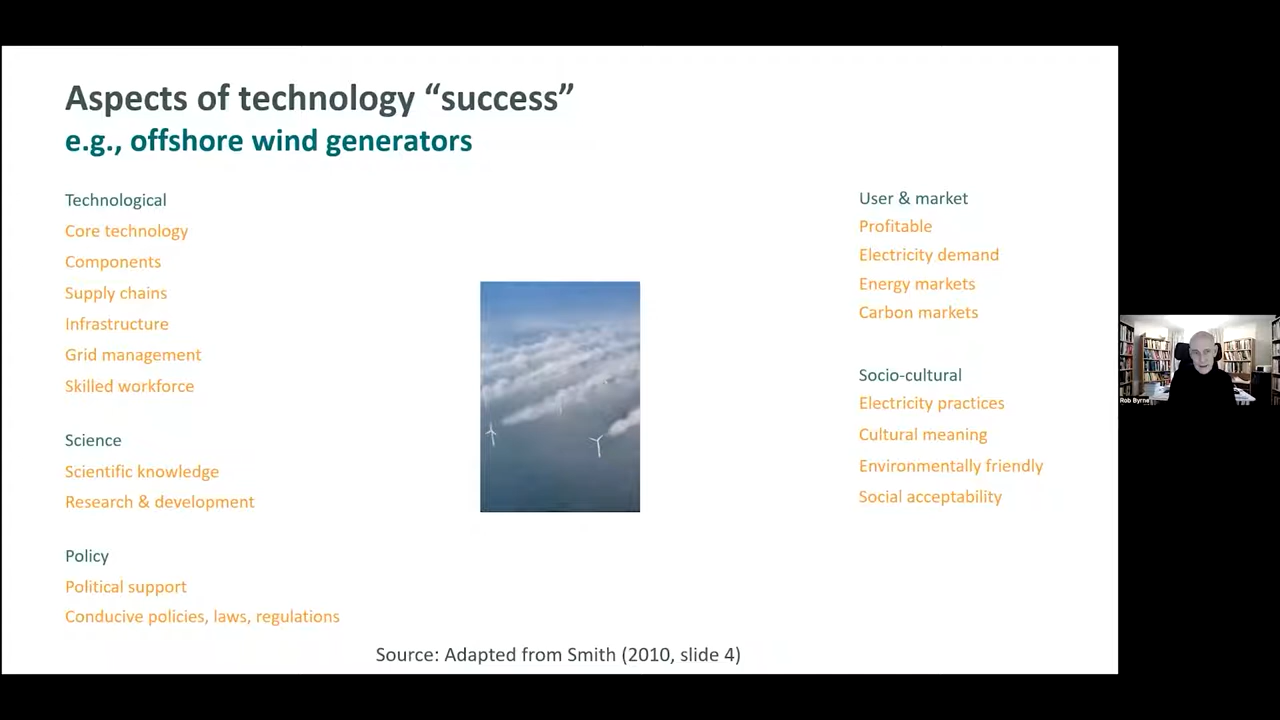 Aspects of technology “success”
e.g., offshore wind generators
Technological
Core technology
Components
Supply chains
Infrastructure
Grid management
Skilled workforce
Science
Scientific knowledge
Research & development
Policy
Political support
Conducive policies, laws, regulations
User & market
Profitable
Electricity demand
Energy markets
Carbon markets
Socio-cultural
Electricity practices
Cultural meaning
Environmentally friendly
Social acceptability
Source: Adapted from Smith (2010, slide 4)
Rob Byrne